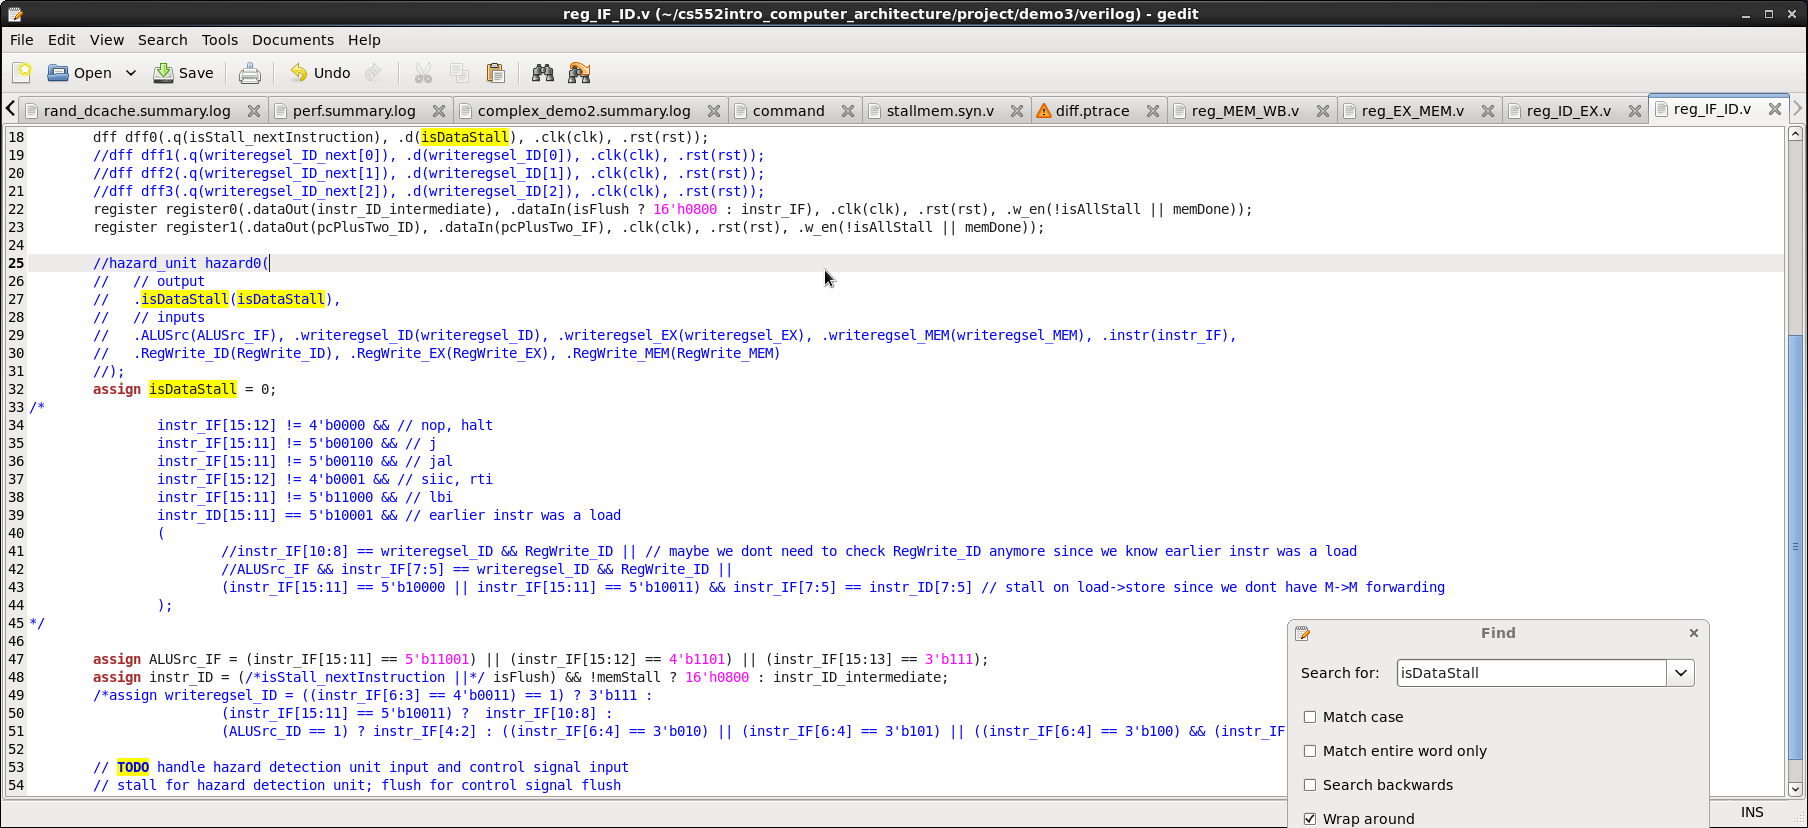 reg_IF_ID.v (~/cs552intro_computer_architecture/project/demo3/verilog) - gedit
File Edit View Search Tools Documents Help
Open Save Undo
rand_dcache.summary.log perf.summary.log complex_demo2.summary.log command stallmem.syn.v diff.ptrace reg_MEM_WB.v reg_EX_MEM.v reg_ID_EX.v reg_IF_ID.v
18 dff dff0(.q(isStall_nextInstruction), .d(isDataStall), .clk(clk), .rst(rst));
19 //dff dff1(.q(writeregsel_ID_next[0]), .d(writeregsel_ID[0]), .clk(clk), .rst(rst));
20 //dff dff2(.q(writeregsel_ID_next[1]), .d(writeregsel_ID[1]), .clk(clk), .rst(rst));
21 //dff dff3(.q(writeregsel_ID_next[2]), .d(writeregsel_ID[2]), .clk(clk), .rst(rst));
22 register register0(.dataOut(instr_ID_intermediate), .dataIn(isFlush ? 16'h0800 : instr_IF), .clk(clk), .rst(rst), .w_en(!isAllStall || memDone));
23 register register1(.dataOut(pcPlusTwo_ID), .dataIn(pcPlusTwo_IF), .clk(clk), .rst(rst), .w_en(!isAllStall || memDone));
24
25 //hazard_unit hazard0(
26 // // output
27 // .isDataStall(isDataStall),
28 // // inputs
29 // .ALUSrc(ALUSrc_IF), .writeregsel_ID(writeregsel_ID), .writeregsel_EX(writeregsel_EX), .writeregsel_MEM(writeregsel_MEM), .instr(instr_IF),
30 // .RegWrite_ID(RegWrite_ID), .RegWrite_EX(RegWrite_EX), .RegWrite_MEM(RegWrite_MEM)
31 //);
32 assign isDataStall = 0;
33 /*
34 instr_IF[15:12] != 4'b0000 && // nop, halt
35 instr_IF[15:11] != 5'b00100 && // j
36 instr_IF[15:11] != 5'b00110 && // jal
37 instr_IF[15:12] != 4'b0001 && // siic, rti
38 instr_IF[15:11] != 5'b11000 && // lbi
39 instr_ID[15:11] == 5'b10001 && // earlier instr was a load
40 (
41 //instr_IF[10:8] == writeregsel_ID && RegWrite_ID || // maybe we dont need to check RegWrite_ID anymore since we know earlier instr was a load
42 //ALUSrc_IF && instr_IF[7:5] == writeregsel_ID && RegWrite_ID ||
43 (instr_IF[15:11] == 5'b10000 || instr_IF[15:11] == 5'b10011) && instr_IF[7:5] == instr_ID[7:5] // stall on load->store since we dont have M->M forwarding
44 );
45 */
46
47 assign ALUSrc_IF = (instr_IF[15:11] == 5'b11001) || (instr_IF[15:12] == 4'b1101) || (instr_IF[15:13] == 3'b111);
48 assign instr_ID = (/*isStall_nextInstruction ||*/ isFlush) && !memStall ? 16'h0800 : instr_ID_intermediate;
49 /*assign writeregsel_ID = ((instr_IF[6:3] == 4'b0011) == 1) ? 3'b111 :
50 (instr_IF[15:11] == 5'b10011) ? instr_IF[10:8] :
51 (ALUSrc_ID == 1) ? instr_IF[4:2] : ((instr_IF[6:4] == 3'b010) || (instr_IF[6:4] == 3'b101) || ((instr_IF[6:4] == 3'b100) && (instr_IF
52
53 // TODO handle hazard detection unit input and control signal input
54 // stall for hazard detection unit; flush for control signal flush
Find
Search for: isDataStall
Match case
Match entire word only
Search backwards
Wrap around
INS